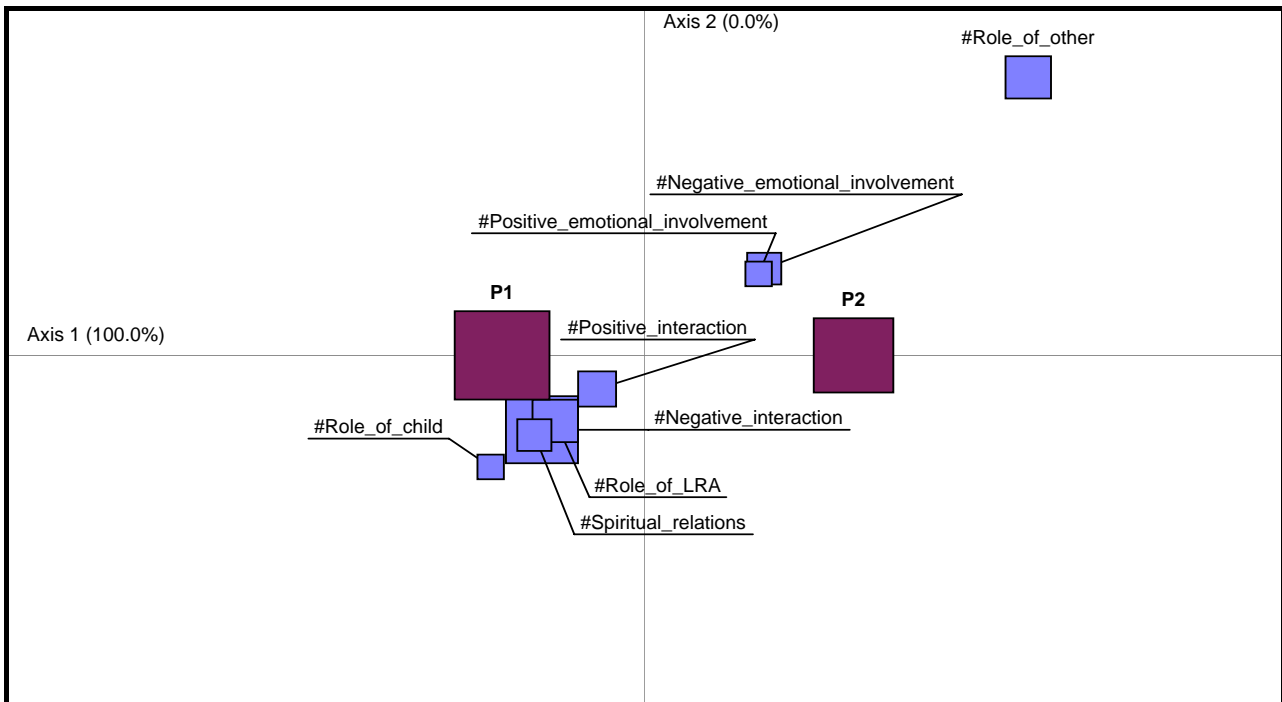 Axis 2 (0.0%)
#Role_of_other
#Negative_emotional_involvement
#Positive_emotional_involvement
P1
P2
#Positive_interaction
Axis 1 (100.0%)
#Negative_interaction
#Role_of_child
#Role_of_LRA
#Spiritual_relations